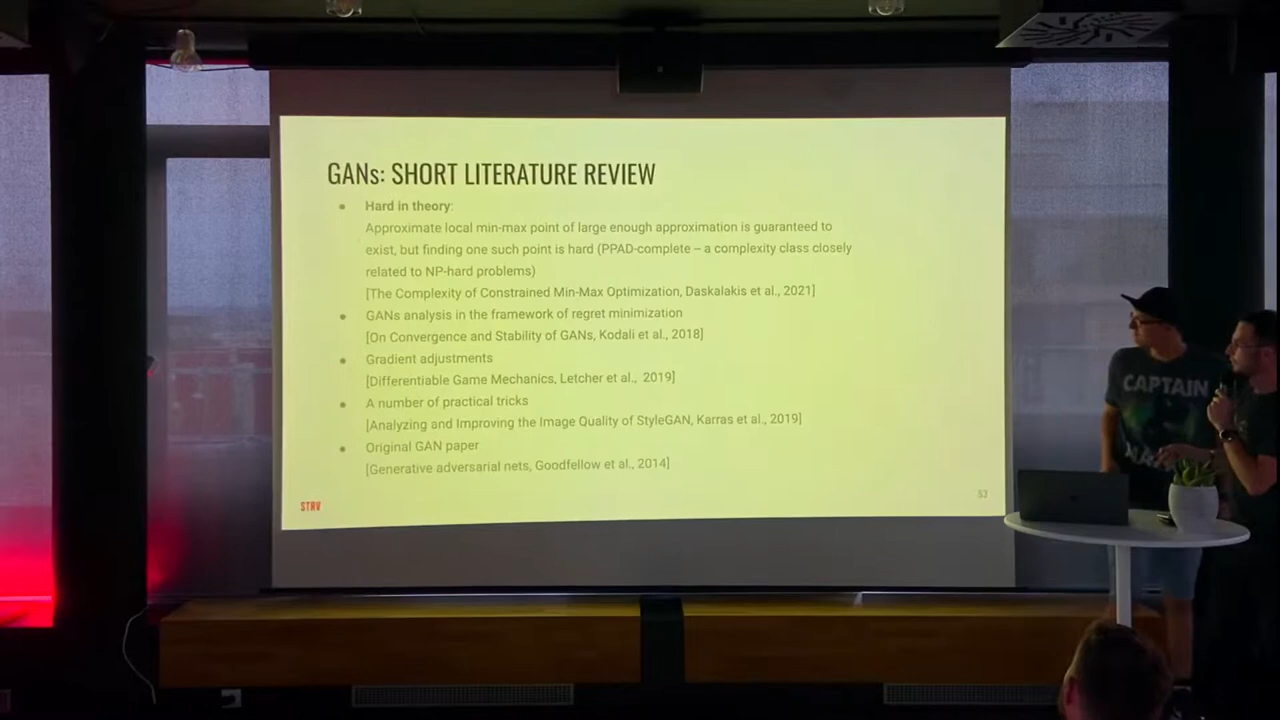 GANs: SHORT LITERATURE REVIEW
• Hard in theory:
Approximate local min-max point of large enough approximation is guaranteed to
exist, but finding one such point is hard (PPAD-complete – a complexity class closely
related to NP-hard problems)
[The Complexity of Constrained Min-Max Optimization, Daskalakis et al., 2021]
• GANs analysis in the framework of regret minimization
[On Convergence and Stability of GANs, Kodali et al., 2018]
• Gradient adjustments
[Differentiable Game Mechanics, Letcher et al., 2019]
• A number of practical tricks
[Analyzing and Improving the Image Quality of StyleGAN, Karras et al., 2019]
• Original GAN paper
[Generative adversarial nets, Goodfellow et al., 2014]
STRV
53
CAPTAIN